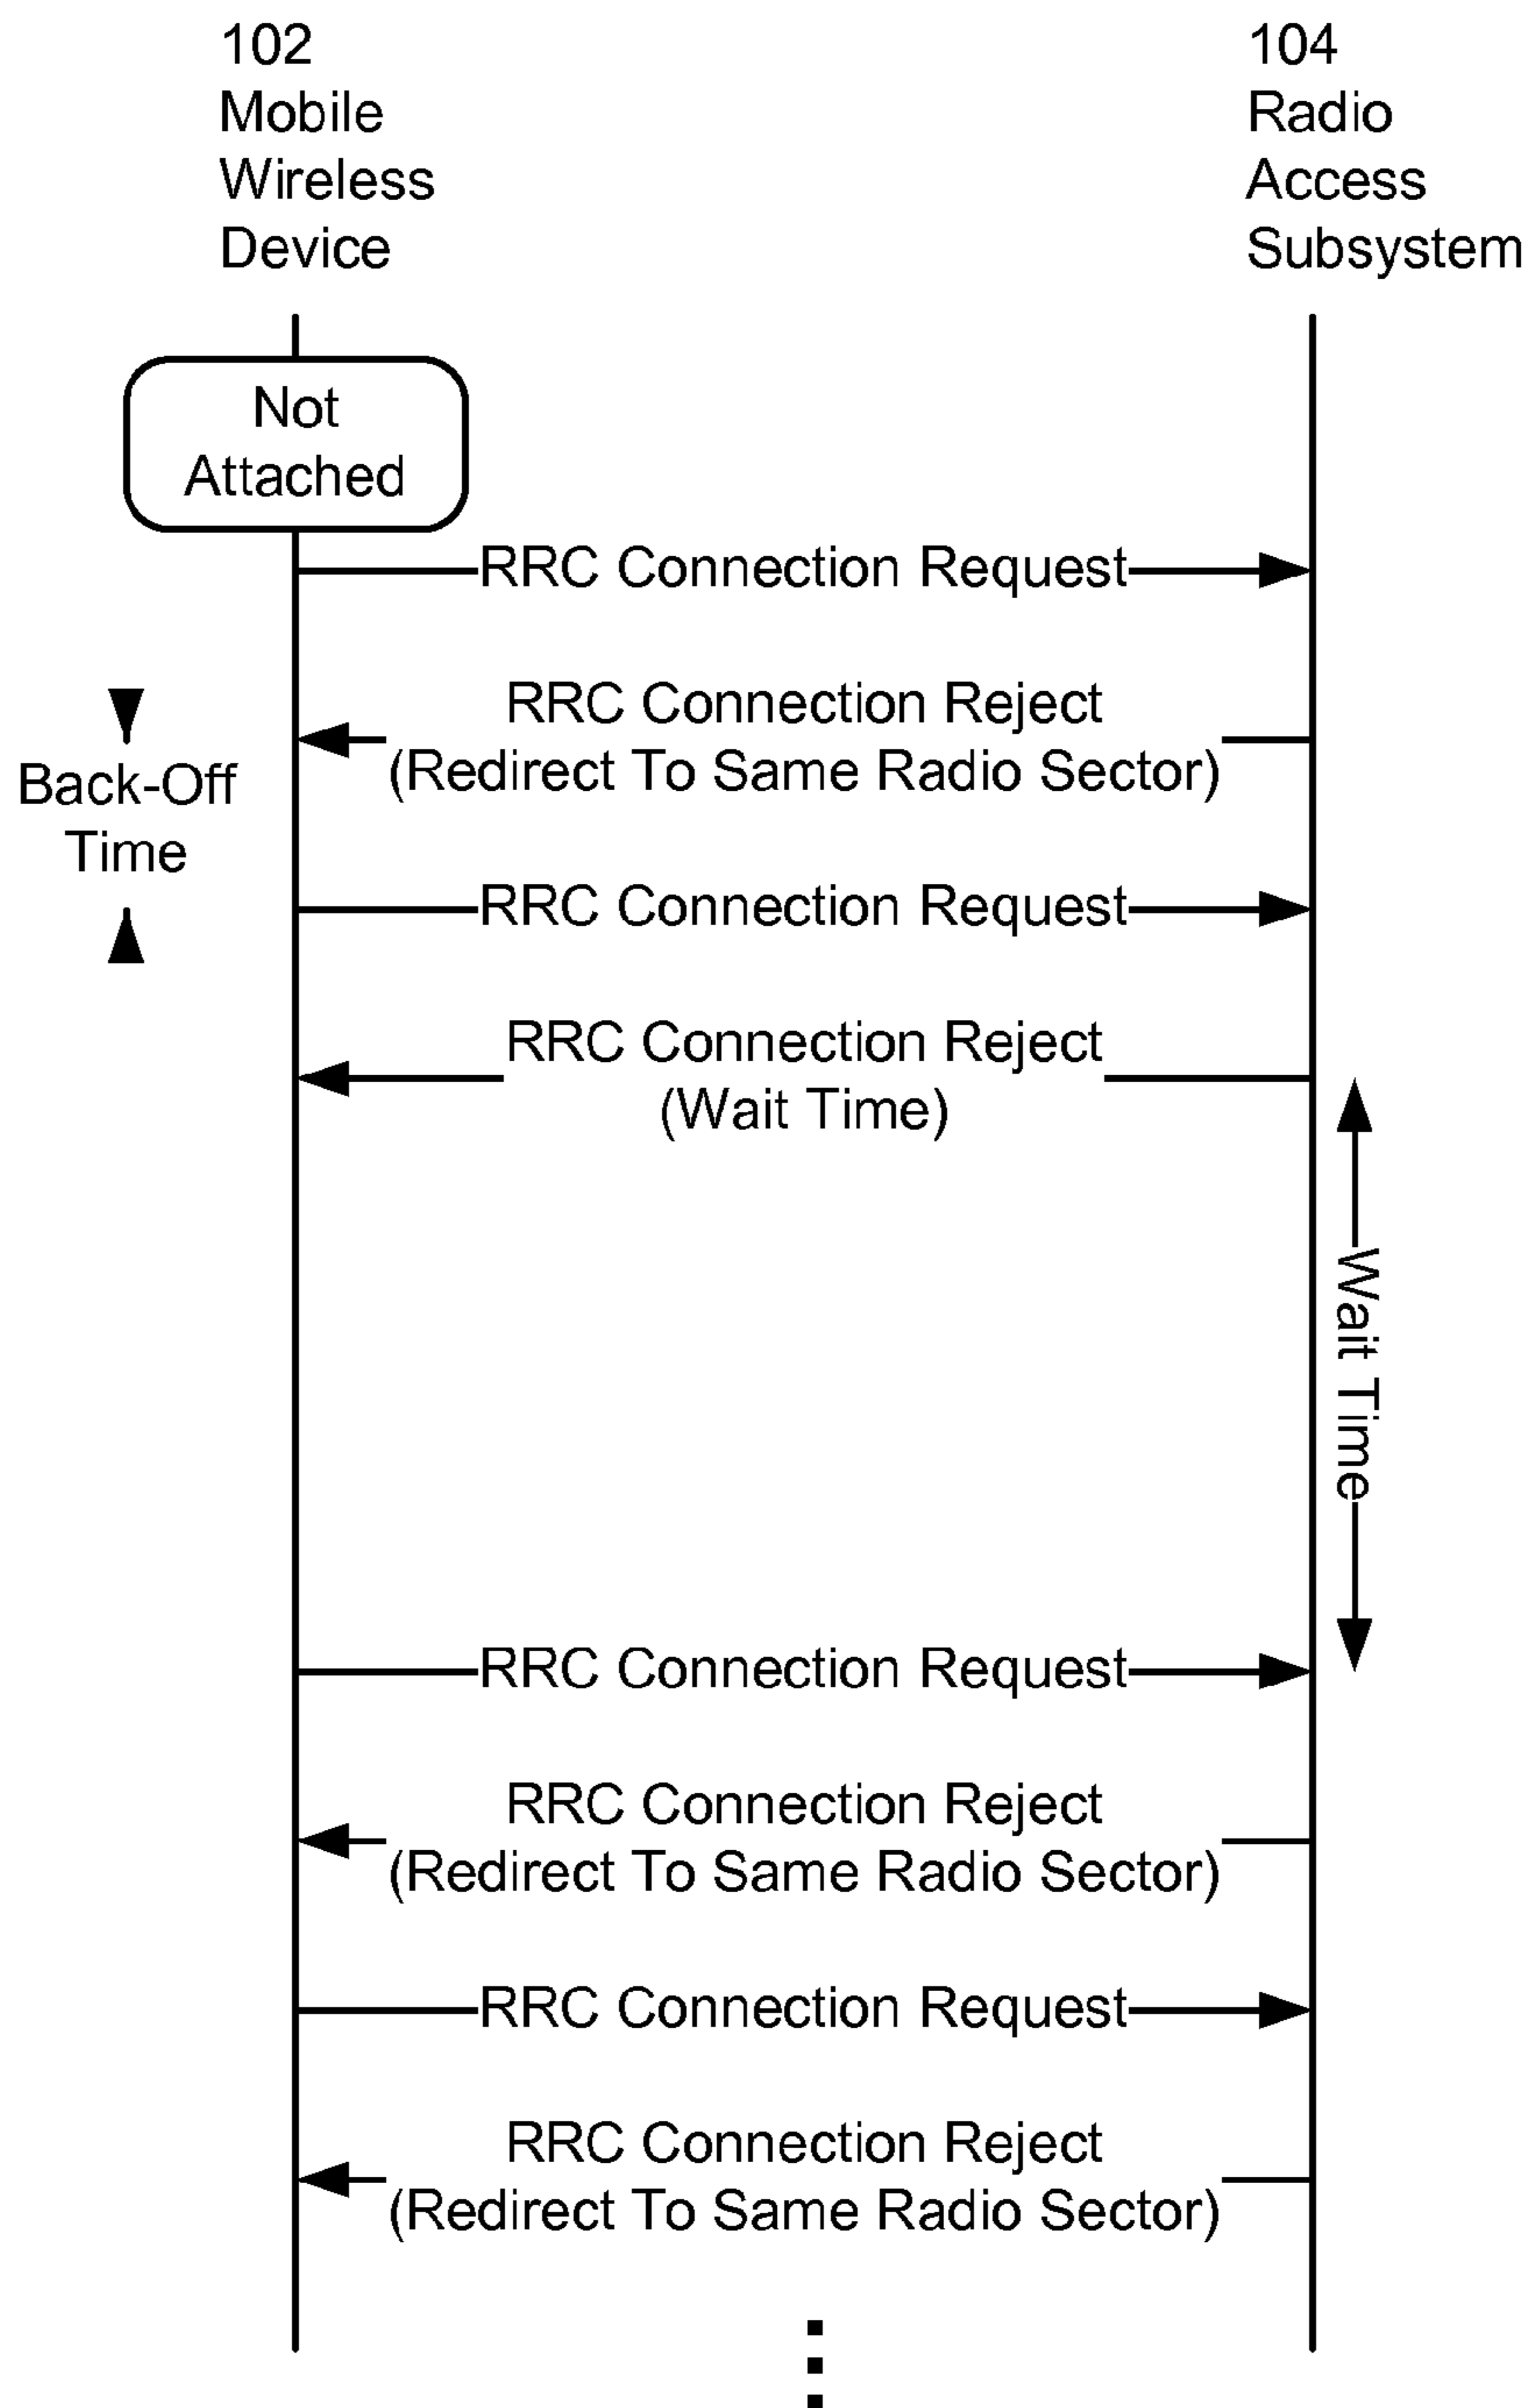 102
Mobile
Wireless
Device
104
Radio
Access
Subsystem
Not
Attached
RRC Connection Request
RRC Connection Reject
(Redirect To Same Radio Sector)
Back-Off
Time
RRC Connection Request
RRC Connection Reject
(Wait Time)
Wait Time
RRC Connection Request
RRC Connection Reject
(Redirect To Same Radio Sector)
RRC Connection Request
RRC Connection Reject
(Redirect To Same Radio Sector)